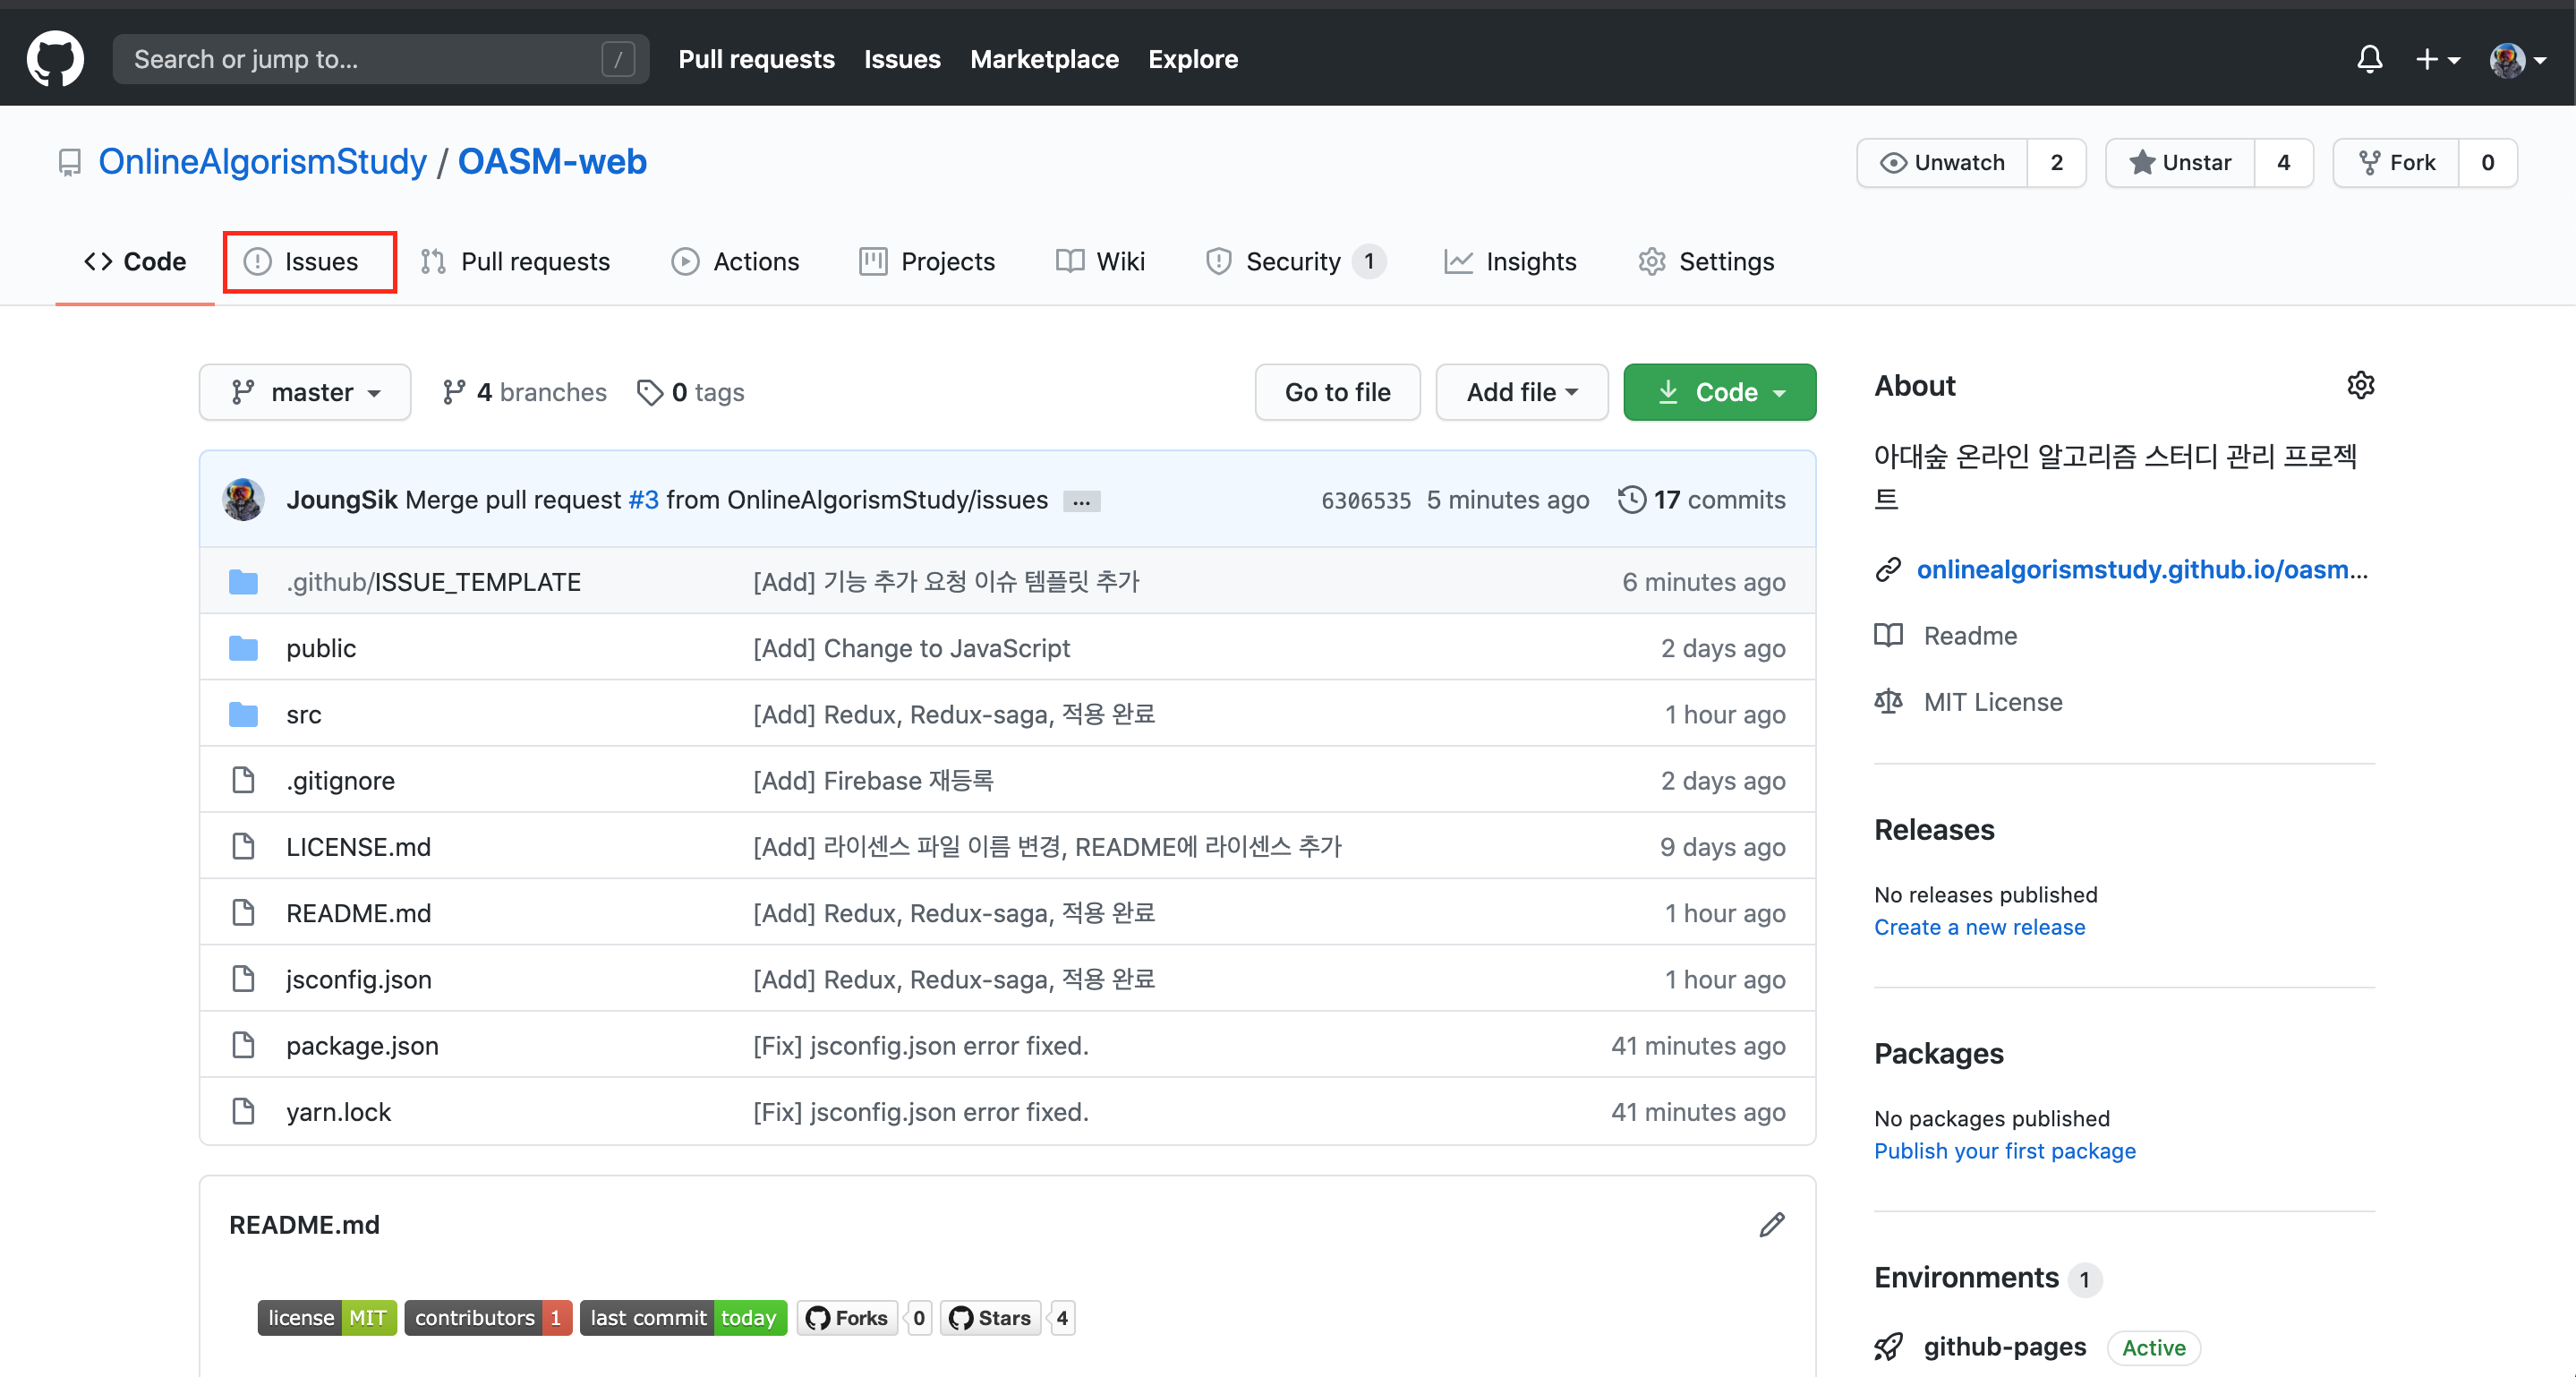 Search or jump to... / Pull requests Issues Marketplace Explore
OnlineAlgorismStudy / OASM-web Unwatch 2 Unstar 4 Fork 0
Code Issues Pull requests Actions Projects Wiki Security 1 Insights Settings
master 4 branches 0 tags Go to file Add file Code
JoungSik Merge pull request #3 from OnlineAlgorismStudy/issues ... 6306535 5 minutes ago 17 commits
.github/ISSUE_TEMPLATE [Add] 기능 추가 요청 이슈 템플릿 추가 6 minutes ago
public [Add] Change to JavaScript 2 days ago
src [Add] Redux, Redux-saga, 적용 완료 1 hour ago
.gitignore [Add] Firebase 재등록 2 days ago
LICENSE.md [Add] 라이센스 파일 이름 변경, README에 라이센스 추가 9 days ago
README.md [Add] Redux, Redux-saga, 적용 완료 1 hour ago
jsconfig.json [Add] Redux, Redux-saga, 적용 완료 1 hour ago
package.json [Fix] jsconfig.json error fixed. 41 minutes ago
yarn.lock [Fix] jsconfig.json error fixed. 41 minutes ago
README.md
license MIT contributors 1 last commit today Forks 0 Stars 4
About
아대숲 온라인 알고리즘 스터디 관리 프로젝
트
onlinealgorismstudy.github.io/oasm...
Readme
MIT License
Releases
No releases published
Create a new release
Packages
No packages published
Publish your first package
Environments 1
github-pages Active